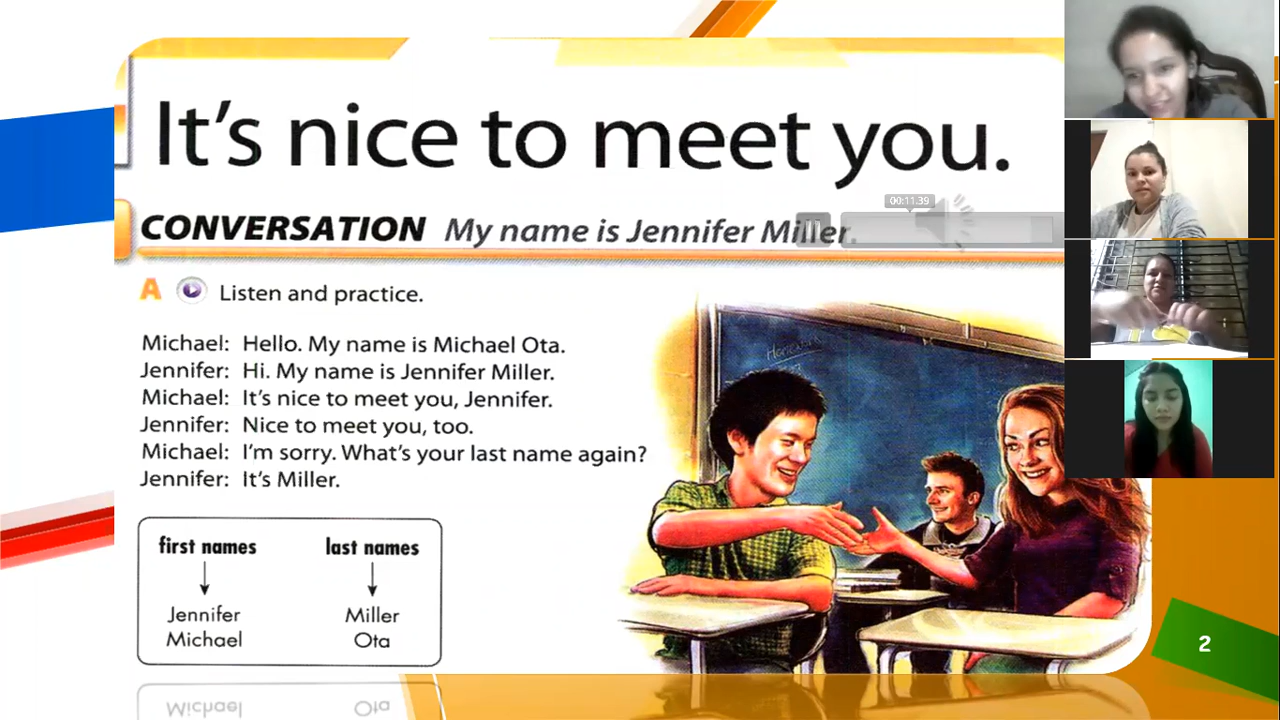 It's nice to meet you.
00:11.39
CONVERSATION My name is Jennifer Miller.
A Listen and practice.
Michael: Hello. My name is Michael Ota.
Jennifer: Hi. My name is Jennifer Miller.
Michael: It's nice to meet you, Jennifer.
Jennifer: Nice to meet you, too.
Michael: I'm sorry. What's your last name again?
Jennifer: It's Miller.
Homework
first names last names
Jennifer Miller
Michael Ota
2
Michael Ota